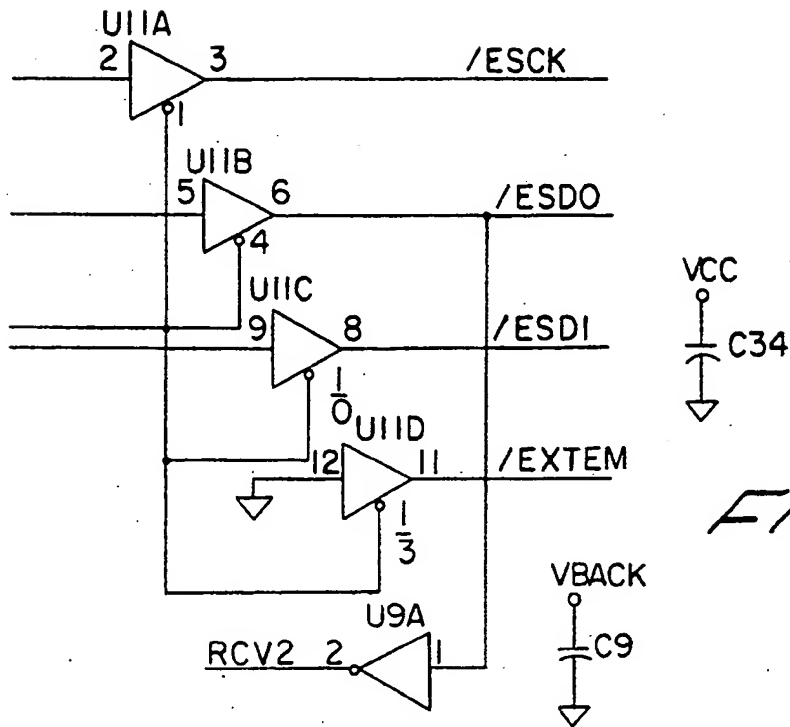 U11A
2 3 /ESCK
1
U11B
5 6 /ESDO
4
U11C
VCC
9 8 /ESDI
C34
1
0
U11D
12 11 /EXTEM
1
3
VBACK
U9A
RCV2 2 1
C9